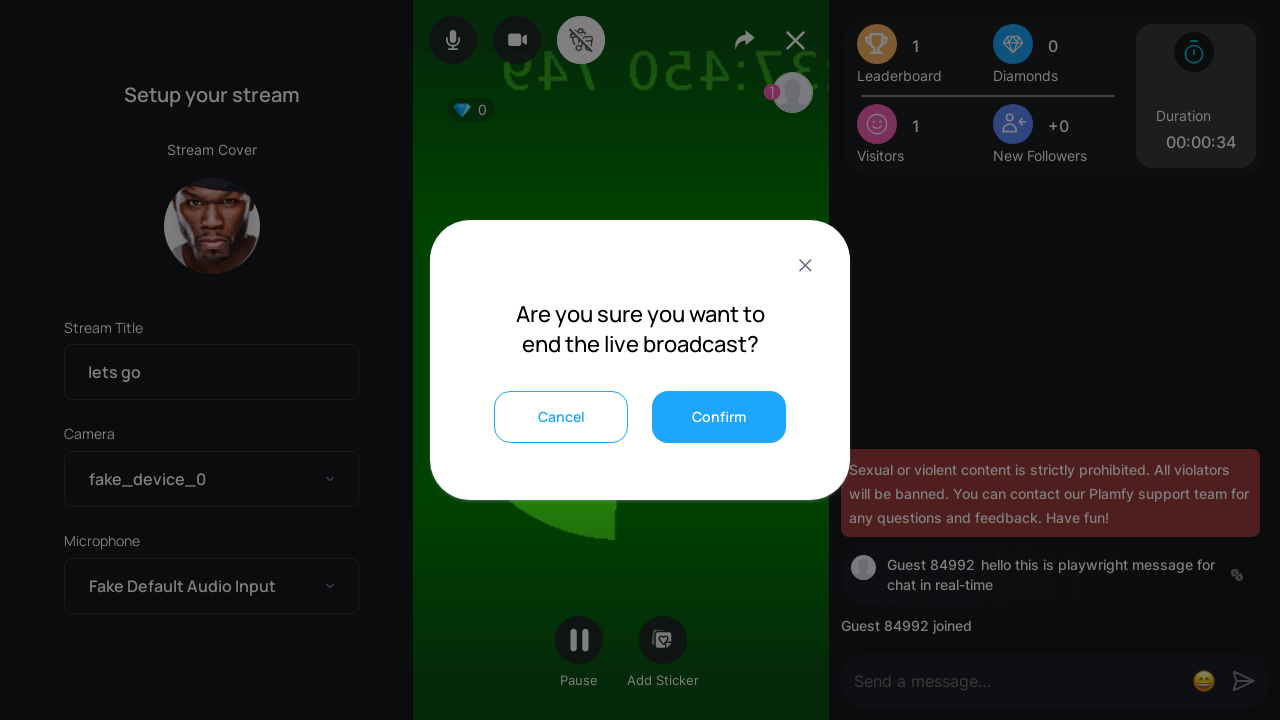 Setup your stream
Stream Cover
Stream Title
lets go
Camera
fake_device_0
Microphone
Fake Default Audio Input
37:450 749
1
0
Are you sure you want to
end the live broadcast?
Cancel
Confirm
Pause
Add Sticker
1
Leaderboard
0
Diamonds
1
Visitors
+0
New Followers
Duration
00:00:34
Sexual or violent content is strictly prohibited. All violators
will be banned. You can contact our Plamfy support team for
any questions and feedback. Have fun!
Guest 84992 hello this is playwright message for
chat in real-time
Guest 84992 joined
Send a message...